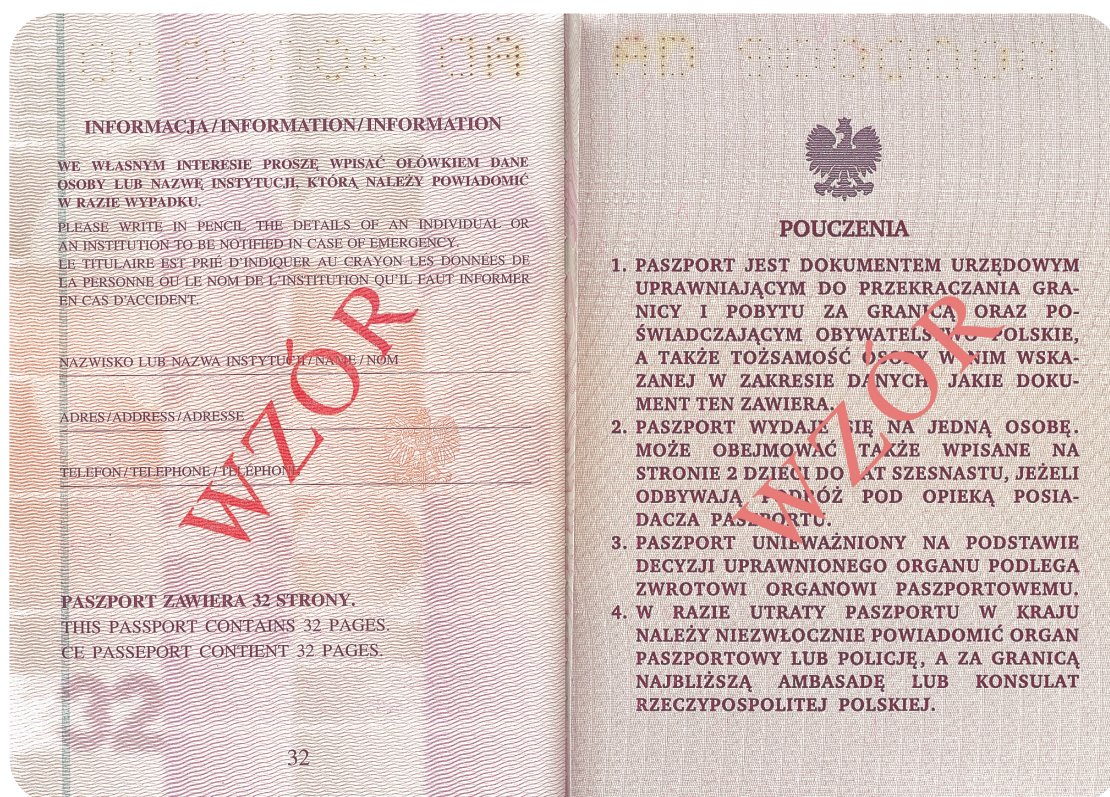 INFORMACJA/INFORMATION/INFORMATION
WE WŁASNYM INTERESIE PROSZĘ WPISAĆ OŁÓWKIEM DANE
OSOBY LUB NAZWĘ INSTYTUCJI, KTÓRĄ NALEŻY POWIADOMIĆ
W RAZIE WYPADKU.
PLEASE WRITE IN PENCIL THE DETAILS OF AN INDIVIDUAL OR
AN INSTITUTION TO BE NOTIFIED IN CASE OF EMERGENCY.
LE TITULAIRE EST PRIÉ D'INDIQUER AU CRAYON LES DONNÉES DE
LA PERSONNE OU LE NOM DE L'INSTITUTION QU'IL FAUT INFORMER
EN CAS D'ACCIDENT.
NAZWISKO LUB NAZWA INSTYTUCJI/NAME/NOM
ADRES/ADDRESS/ADRESSE
TELEFON/TELEPHONE/TÉLÉPHONE
WZÓR
PASZPORT ZAWIERA 32 STRONY.
THIS PASSPORT CONTAINS 32 PAGES.
CE PASSEPORT CONTIENT 32 PAGES.
32
32
POUCZENIA
1. PASZPORT JEST DOKUMENTEM URZĘDOWYM
UPRAWNIAJĄCYM DO PRZEKRACZANIA GRA-
NICY I POBYTU ZA GRANICĄ ORAZ PO-
ŚWIADCZAJĄCYM OBYWATELSTWO POLSKIE,
A TAKŻE TOŻSAMOŚĆ OSOBY W NIM WSKA-
ZANEJ W ZAKRESIE DANYCH, JAKIE DOKU-
MENT TEN ZAWIERA.
2. PASZPORT WYDAJE SIĘ NA JEDNĄ OSOBĘ.
MOŻE OBEJMOWAĆ TAKŻE WPISANE NA
STRONIE 2 DZIECI DO LAT SZESNASTU, JEŻELI
ODBYWAJĄ PODRÓŻ POD OPIEKĄ POSIA-
DACZA PASZPORTU.
3. PASZPORT UNIEWAŻNIONY NA PODSTAWIE
DECYZJI UPRAWNIONEGO ORGANU PODLEGA
ZWROTOWI ORGANOWI PASZPORTOWEMU.
4. W RAZIE UTRATY PASZPORTU W KRAJU
NALEŻY NIEZWŁOCZNIE POWIADOMIĆ ORGAN
PASZPORTOWY LUB POLICJĘ, A ZA GRANICĄ
NAJBLIŻSZĄ AMBASADĘ LUB KONSULAT
RZECZYPOSPOLITEJ POLSKIEJ.
WZÓR